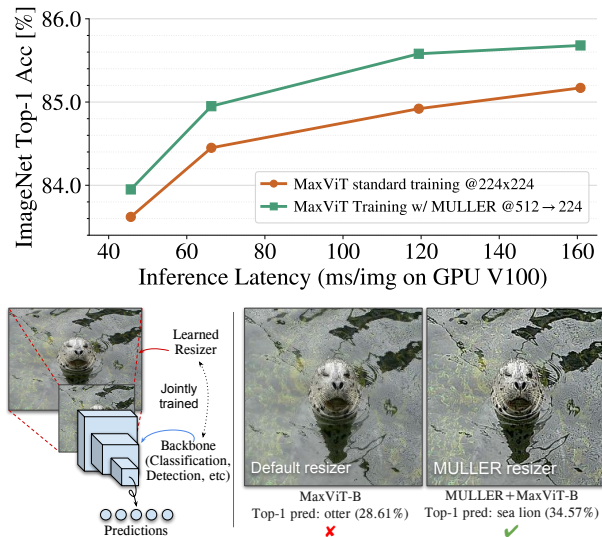 ImageNet Top-1 Acc [%]
86.0
85.0
84.0
MaxViT standard training @224x224
MaxViT Training w/ MULLER @512→224
40 60 80 100 120 140 160
Inference Latency (ms/img on GPU V100)
Learned
Resizer
Jointly
trained
Backbone
(Classification,
Detection, etc)
Predictions
Default resizer
MULLER resizer
MaxViT-B
Top-1 pred: otter (28.61%)
✘
MULLER+MaxViT-B
Top-1 pred: sea lion (34.57%)
✔